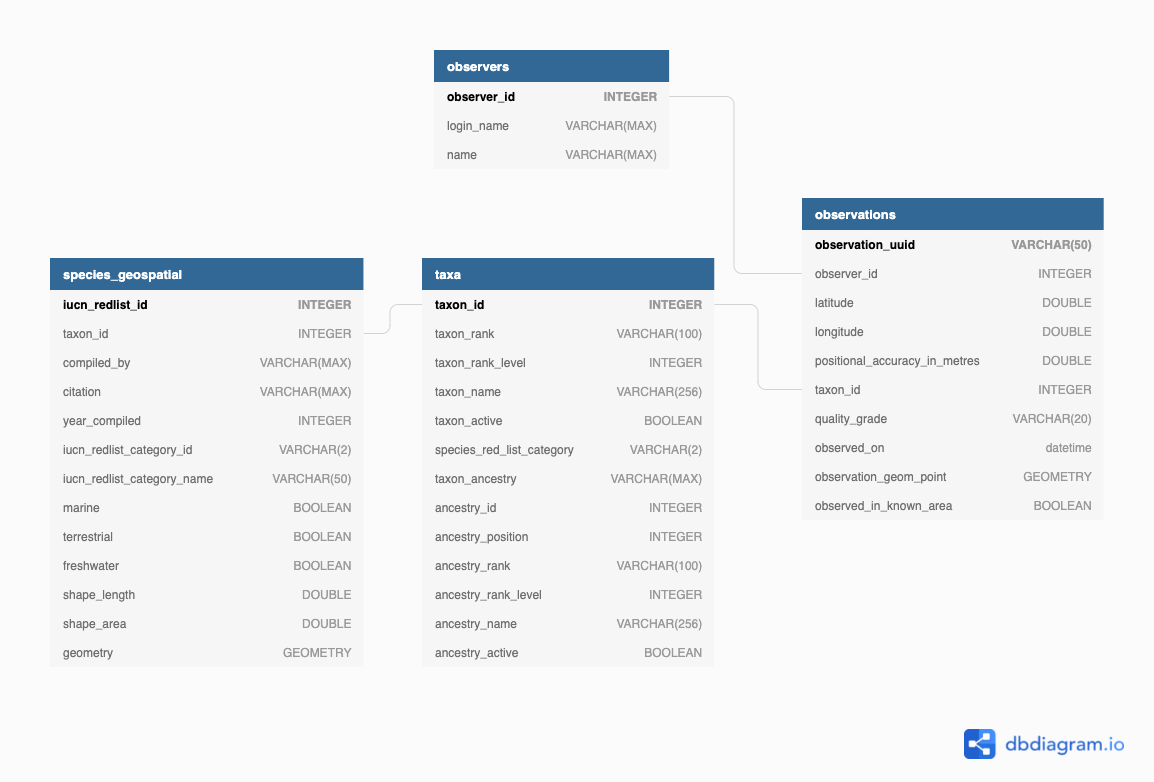 observers
observer_id INTEGER
login_name VARCHAR(MAX)
name VARCHAR(MAX)
observations
observation_uuid VARCHAR(50)
observer_id INTEGER
latitude DOUBLE
longitude DOUBLE
positional_accuracy_in_metres DOUBLE
taxon_id INTEGER
quality_grade VARCHAR(20)
observed_on datetime
observation_geom_point GEOMETRY
observed_in_known_area BOOLEAN
species_geospatial
iucn_redlist_id INTEGER
taxon_id INTEGER
compiled_by VARCHAR(MAX)
citation VARCHAR(MAX)
year_compiled INTEGER
iucn_redlist_category_id VARCHAR(2)
iucn_redlist_category_name VARCHAR(50)
marine BOOLEAN
terrestrial BOOLEAN
freshwater BOOLEAN
shape_length DOUBLE
shape_area DOUBLE
geometry GEOMETRY
taxa
taxon_id INTEGER
taxon_rank VARCHAR(100)
taxon_rank_level INTEGER
taxon_name VARCHAR(256)
taxon_active BOOLEAN
species_red_list_category VARCHAR(2)
taxon_ancestry VARCHAR(MAX)
ancestry_id INTEGER
ancestry_position INTEGER
ancestry_rank VARCHAR(100)
ancestry_rank_level INTEGER
ancestry_name VARCHAR(256)
ancestry_active BOOLEAN
dbdiagram.io